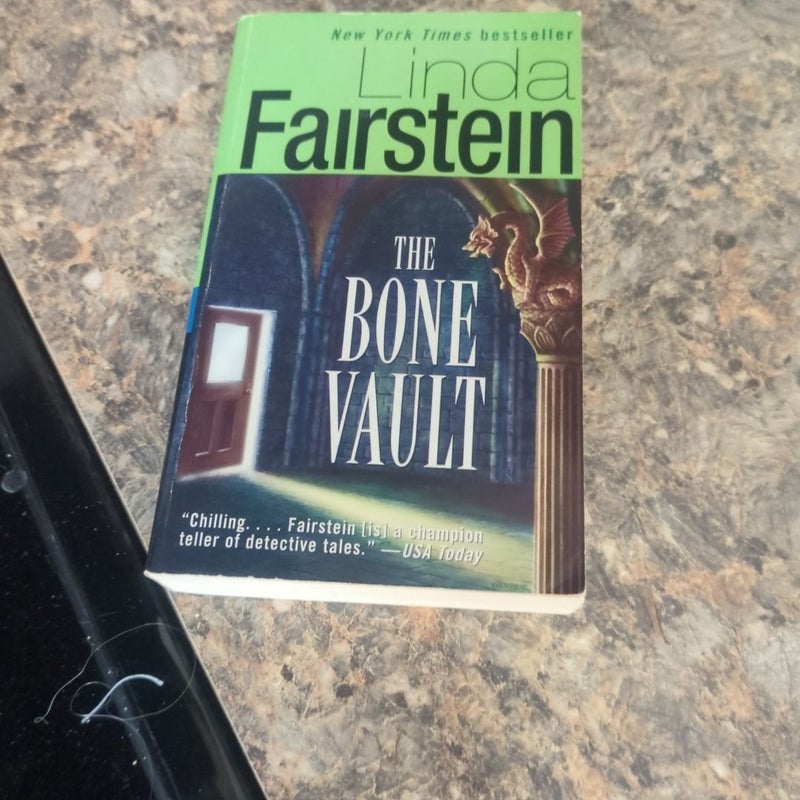 New York Times bestseller
Linda
Fairstein
THE
BONE
VAULT
“Chilling. . . . Fairstein [is] a champion
teller of detective tales.” —USA Today